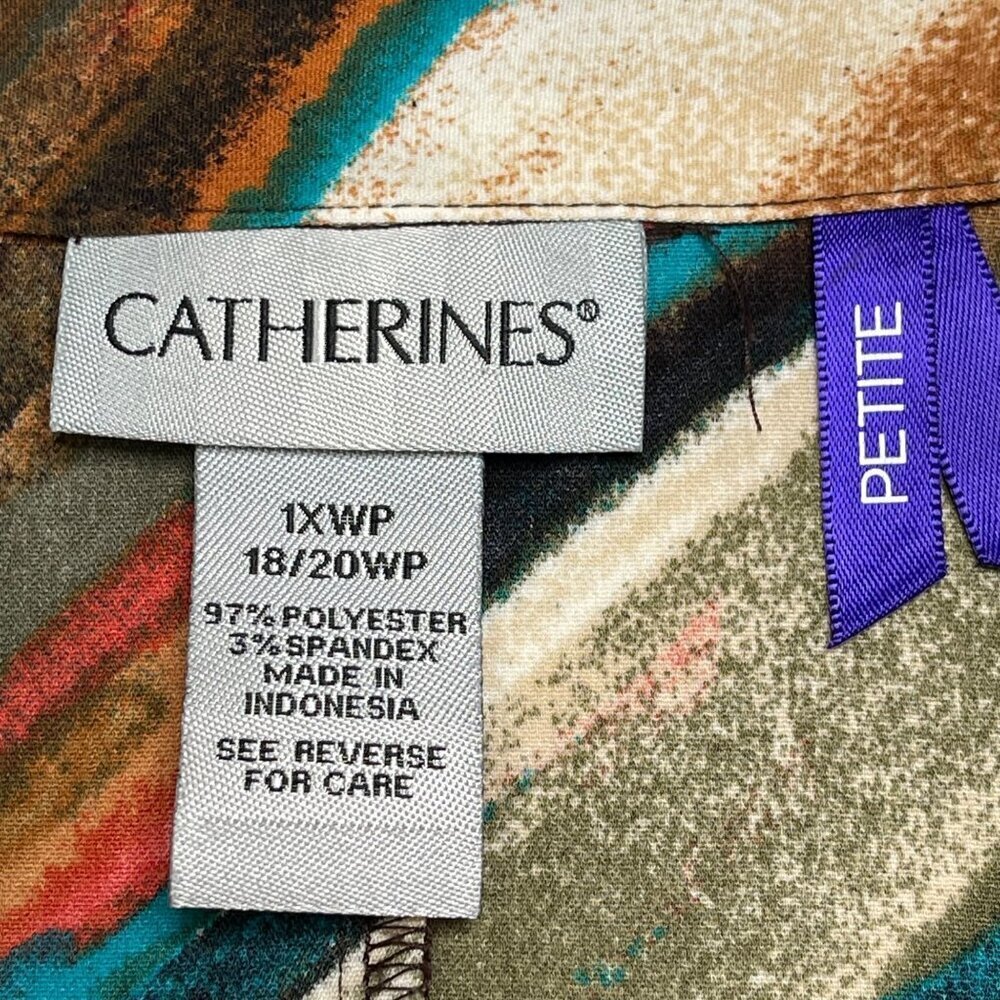 CATHERINES®
1XWP
18/20WP
97% POLYESTER
3% SPANDEX
MADE IN
INDONESIA
SEE REVERSE
FOR CARE
PETITE